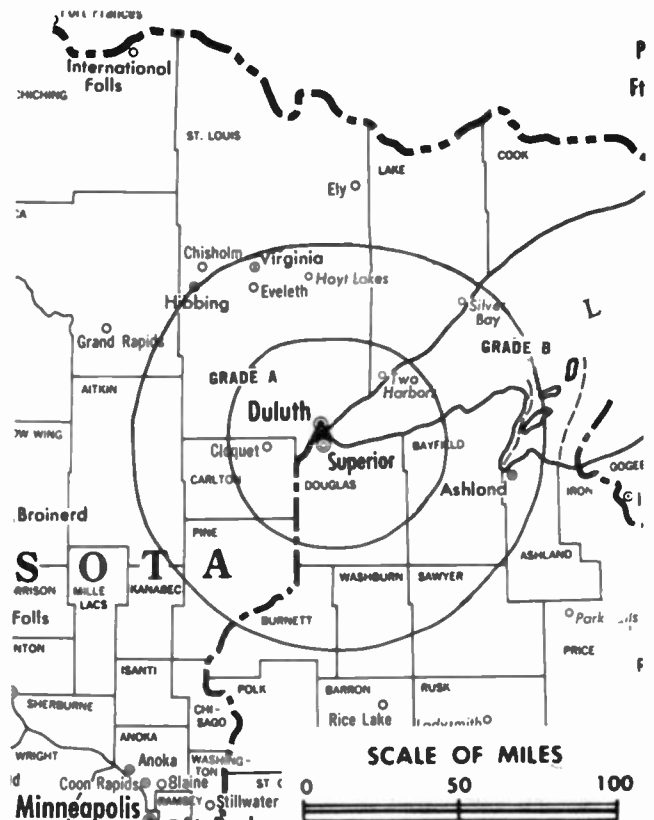 International
Falls
ST. LOUIS
COOK
LAKE
Ely
Chisholm
Virginia
Hoyt Lakes
Hibbing
Eveleth
Silver
Bay
L
Grand Rapids
GRADE B
GRADE A
Two
Harbors
AITKIN
Duluth
Cloquet
Superior
BAYFIELD
CARLTON
DOUGLAS
Ashland
IRON
Brainerd
PINE
S O T A
ASHLAND
MILLE
LACS
KANABEC
WASHBURN
SAWYER
Falls
BURNETT
PRICE
ISANTI
POLK
BARRON
RUSK
SHERBURNE
CHI-
SAGO
Rice Lake
Ladysmith
WRIGHT
ANOKA
Anoka
WASHING-
TON
SCALE OF MILES
Coon Rapids
Blaine
RAMSEY
Stillwater
0 50 100
Minneapolis